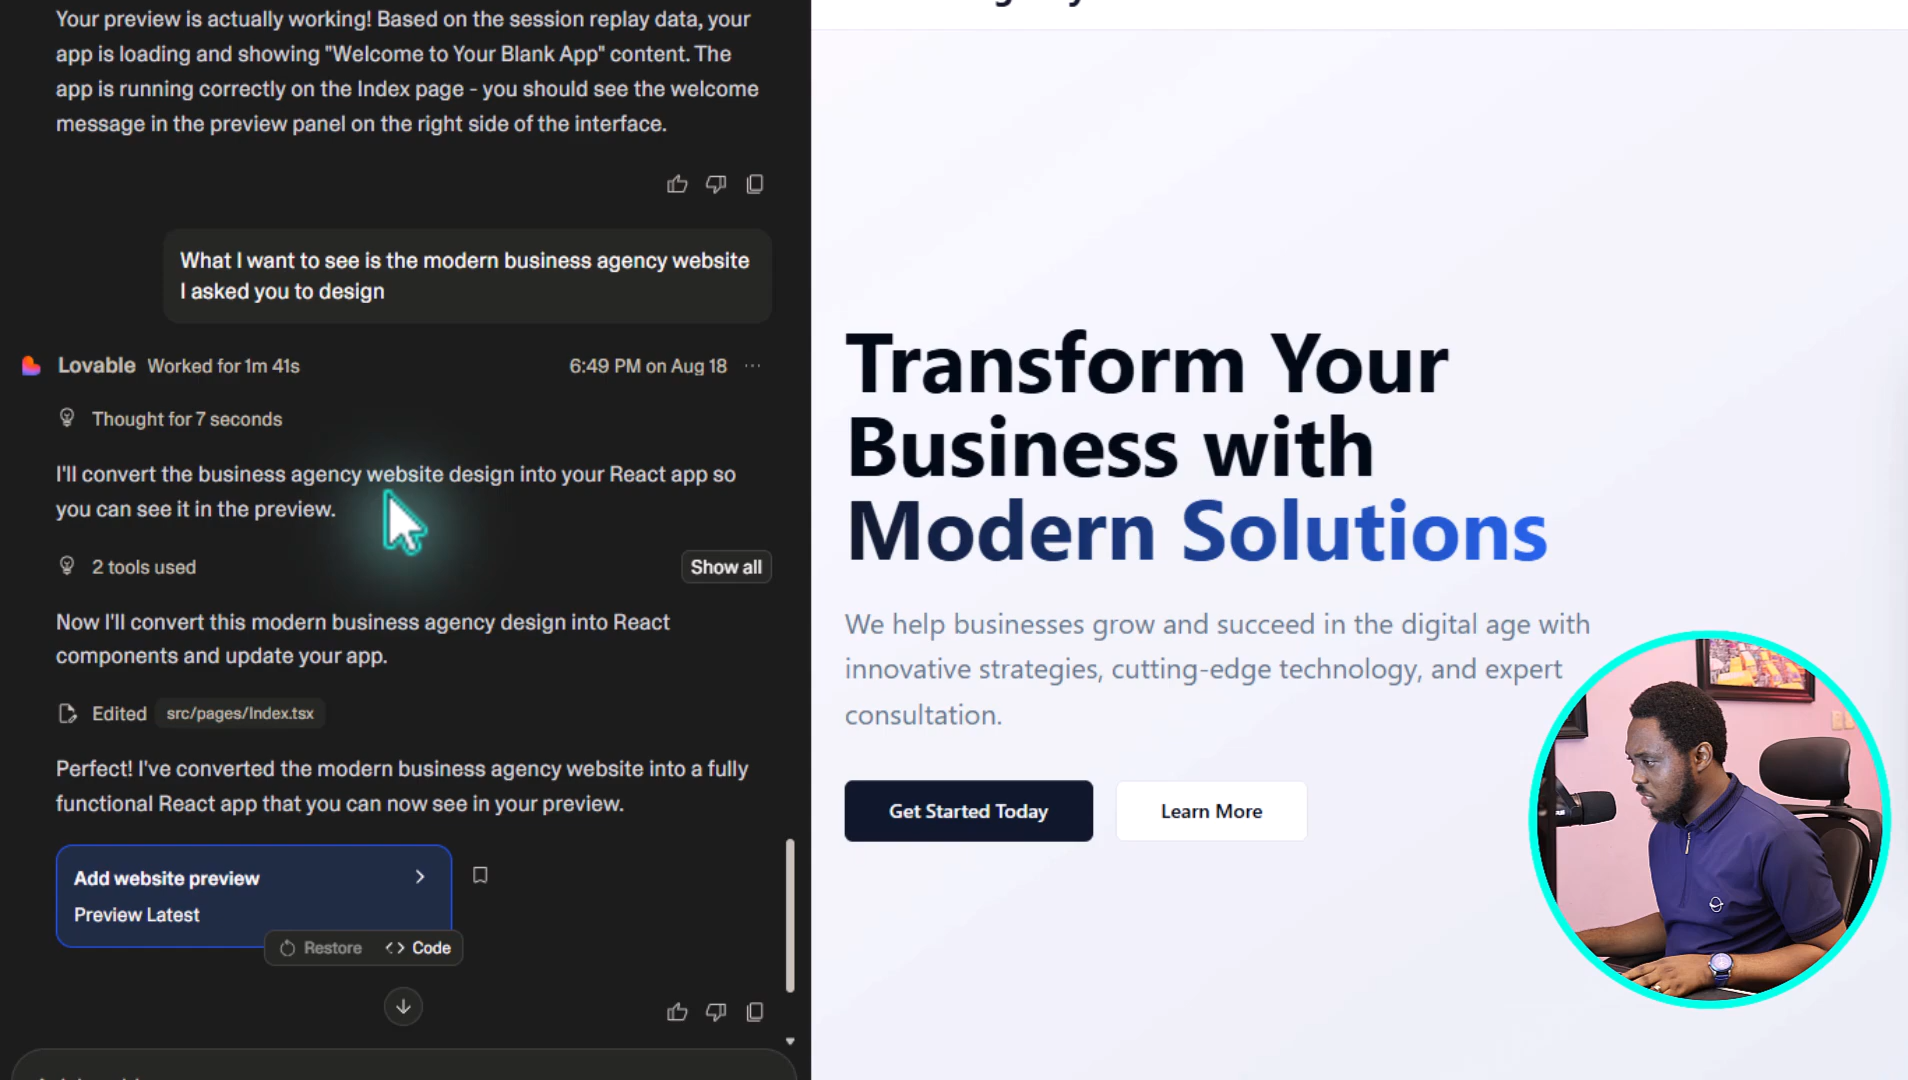 Your preview is actually working! Based on the session replay data, your
app is loading and showing "Welcome to Your Blank App" content. The
app is running correctly on the Index page - you should see the welcome
message in the preview panel on the right side of the interface.
What I want to see is the modern business agency website
I asked you to design
Lovable Worked for 1m 41s 6:49 PM on Aug 18
Thought for 7 seconds
I'll convert the business agency website design into your React app so
you can see it in the preview.
2 tools used Show all
Now I'll convert this modern business agency design into React
components and update your app.
Edited src/pages/Index.tsx
Perfect! I've converted the modern business agency website into a fully
functional React app that you can now see in your preview.
Add website preview
Preview Latest
Restore <> Code
Transform Your
Business with
Modern Solutions
We help businesses grow and succeed in the digital age with
innovative strategies, cutting-edge technology, and expert
consultation.
Get Started Today Learn More